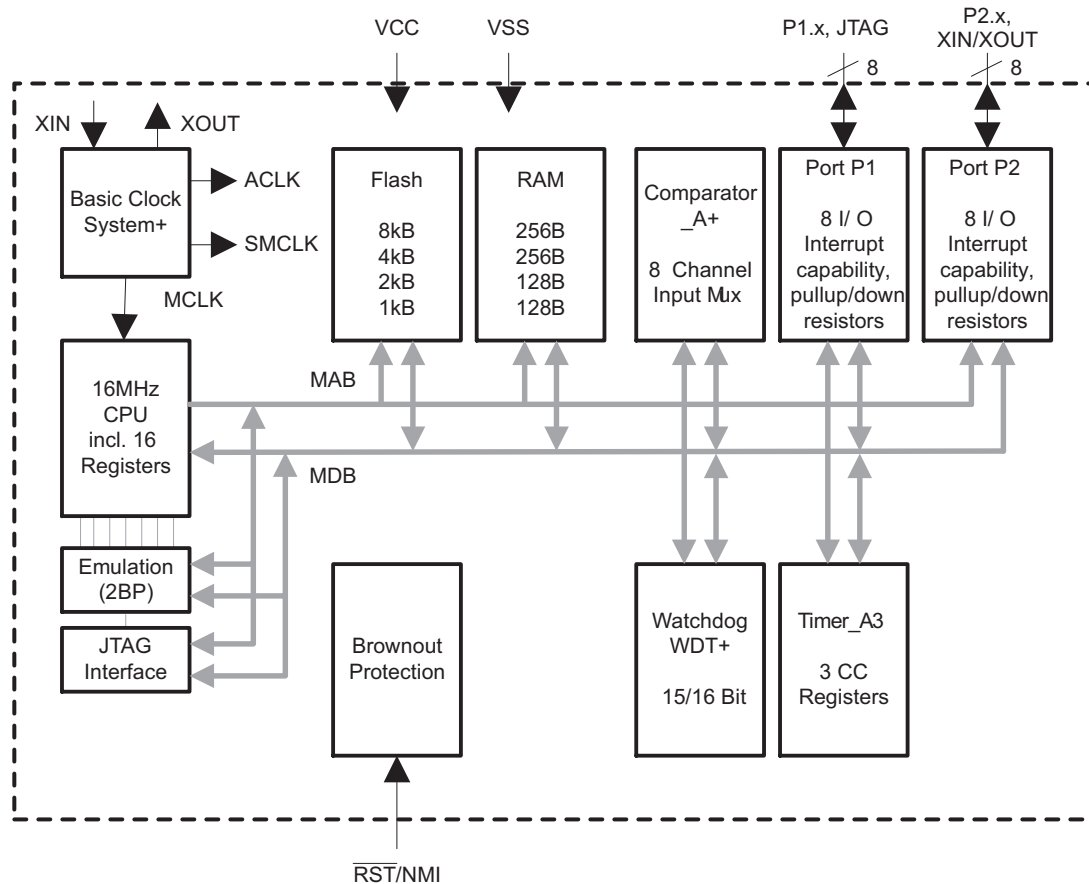 VCC
VSS
P1.x, JTAG
P2.x,
XIN/XOUT
8
8
XIN
XOUT
Basic Clock
System+
ACLK
SMCLK
MCLK
Flash
8kB
4kB
2kB
1kB
RAM
256B
256B
128B
128B
Comparator
_A+
8 Channel
Input Mux
Port P1
8 I/ O
Interrupt
capability,
pullup/down
resistors
Port P2
8 I/ O
Interrupt
capability,
pullup/down
resistors
16MHz
CPU
incl. 16
Registers
MAB
MDB
Emulation
(2BP)
JTAG
Interface
Brownout
Protection
Watchdog
WDT+
15/16 Bit
Timer_A3
3 CC
Registers
RST/NMI